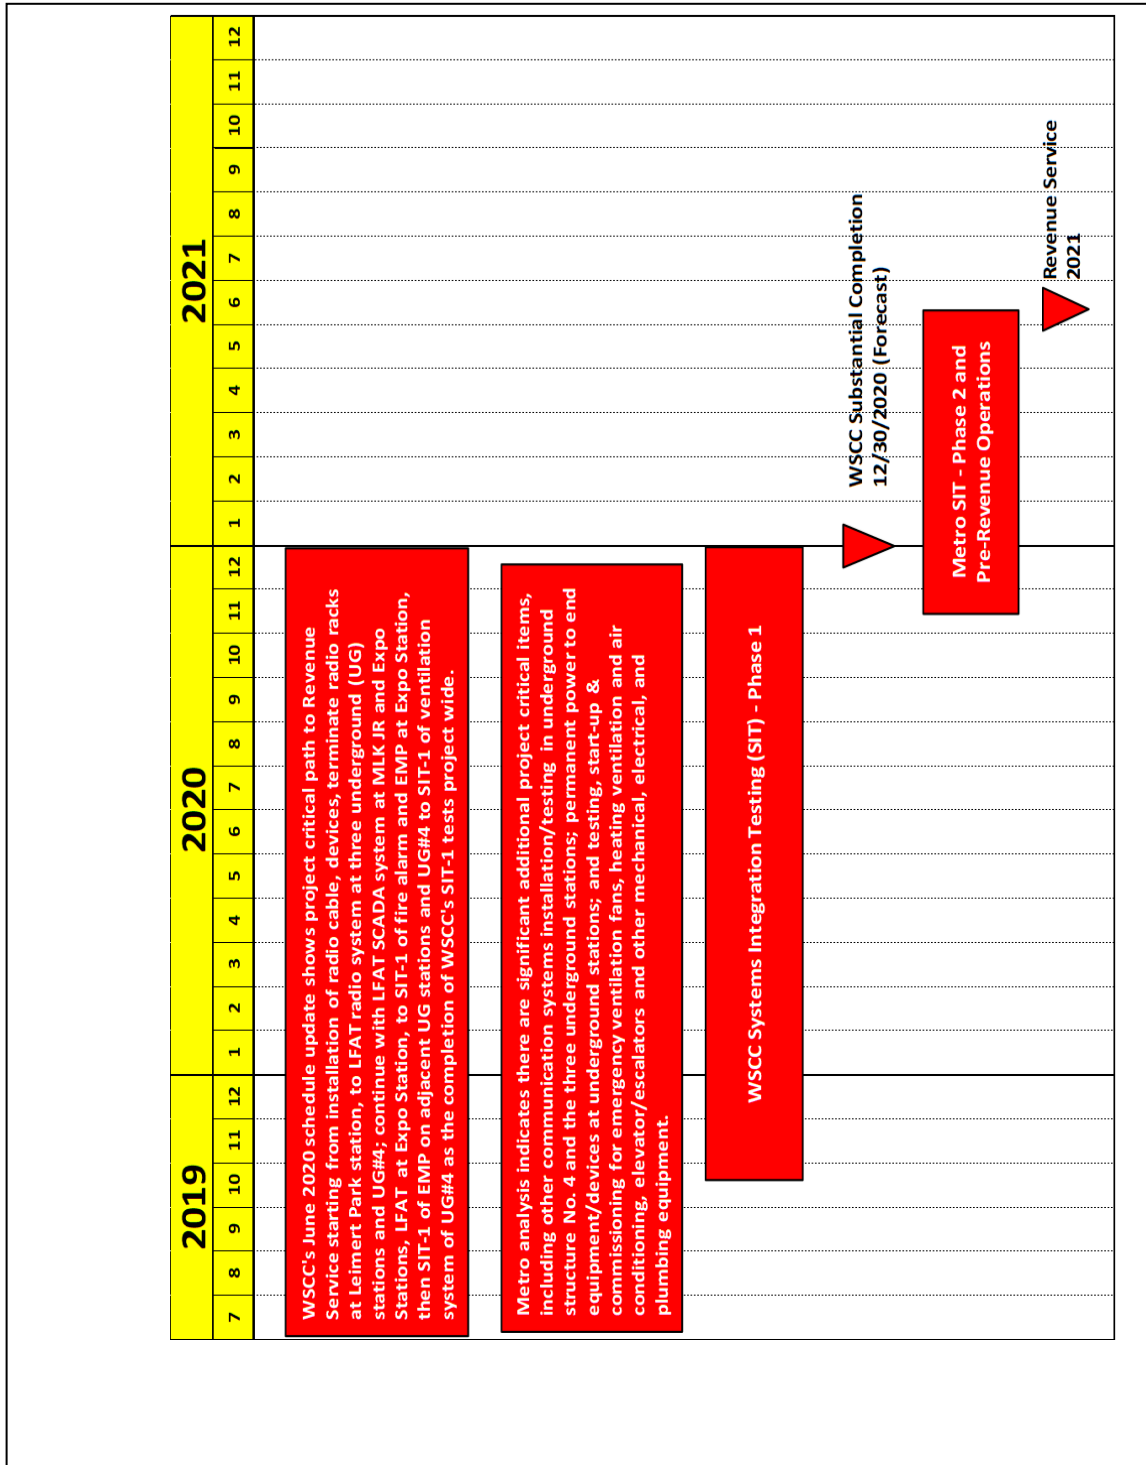 2019 2020 2021
7 8 9 10 11 12 1 2 3 4 5 6 7 8 9 10 11 12 1 2 3 4 5 6 7 8 9 10 11 12
WSCC's June 2020 schedule update shows project critical path to Revenue
Service starting from installation of radio cable, devices, terminate radio racks
at Leimert Park station, to LFAT radio system at three underground (UG)
stations and UG#4; continue with LFAT SCADA system at MLK JR and Expo
Stations, LFAT at Expo Station, to SIT-1 of fire alarm and EMP at Expo Station,
then SIT-1 of EMP on adjacent UG stations and UG#4 to SIT-1 of ventilation
system of UG#4 as the completion of WSCC's SIT-1 tests project wide.
Metro analysis indicates there are significant additional project critical items,
including other communication systems installation/testing in underground
structure No. 4 and the three underground stations; permanent power to end
equipment/devices at underground stations; and testing, start-up &
commissioning for emergency ventilation fans, heating ventilation and air
conditioning, elevator/escalators and other mechanical, electrical, and
plumbing equipment.
WSCC Systems Integration Testing (SIT) - Phase 1
WSCC Substantial Completion
12/30/2020 (Forecast)
Metro SIT - Phase 2 and
Pre-Revenue Operations
Revenue Service
2021